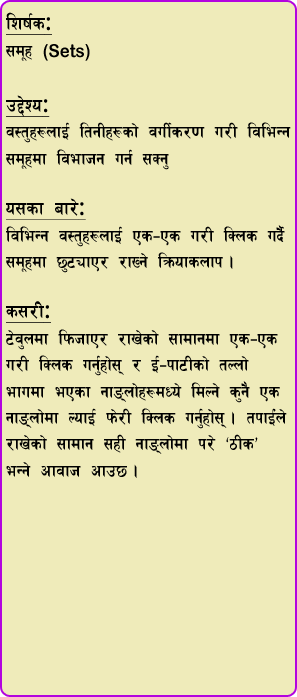 शिर्षक:
समूह (Sets)
उद्देश्य:
वस्तुहरूलाई तिनीहरूको वर्गीकरण गरी विभिन्न
समूहमा विभाजन गर्न सक्नु
यसका बारे:
विभिन्न वस्तुहरूलाई एक-एक गरी क्लिक गर्दै
समूहमा छुट्याएर राख्ने क्रियाकलाप ।
कसरी:
टेबुलमा फिजाएर राखेको सामानमा एक-एक
गरी क्लिक गर्नुहोस् र ई-पाटीको तल्लो
भागमा भएका नाङ्लोहरूमध्ये मिल्ने कुनै एक
नाङ्लोमा ल्याई फेरी क्लिक गर्नुहोस् । तपाईंले
राखेको सामान सही नाङ्लोमा परे ‘ठीक’
भन्ने आवाज आउछ ।